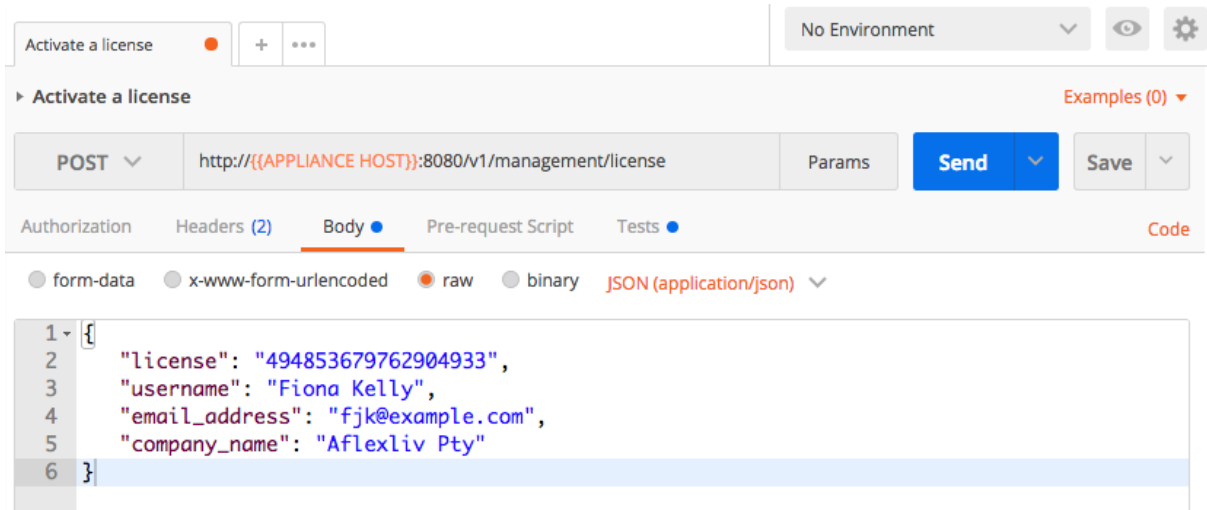 Activate a license + ••• No Environment
Activate a license Examples (0)
POST http://{{APPLIANCE HOST}}:8080/v1/management/license Params Send Save
Authorization Headers (2) Body Pre-request Script Tests Code
form-data x-www-form-urlencoded raw binary JSON (application/json)
1 {
2 "license": "494853679762904933",
3 "username": "Fiona Kelly",
4 "email_address": "fjk@example.com",
5 "company_name": "Aflexliv Pty"
6 }